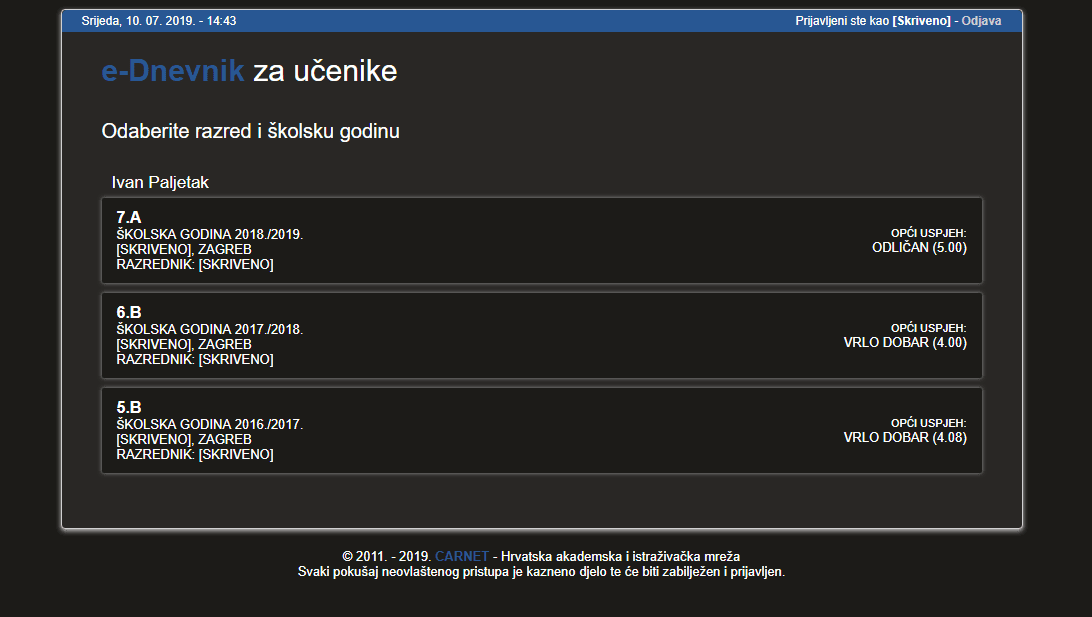 Srijeda, 10. 07. 2019. - 14:43 Prijavljeni ste kao [Skriveno] - Odjava
e-Dnevnik za učenike
Odaberite razred i školsku godinu
Ivan Paljetak
7.A
ŠKOLSKA GODINA 2018./2019.
[SKRIVENO], ZAGREB
RAZREDNIK: [SKRIVENO]
OPĆI USPJEH:
ODLIČAN (5.00)
6.B
ŠKOLSKA GODINA 2017./2018.
[SKRIVENO], ZAGREB
RAZREDNIK: [SKRIVENO]
OPĆI USPJEH:
VRLO DOBAR (4.00)
5.B
ŠKOLSKA GODINA 2016./2017.
[SKRIVENO], ZAGREB
RAZREDNIK: [SKRIVENO]
OPĆI USPJEH:
VRLO DOBAR (4.08)
© 2011. - 2019. CARNET - Hrvatska akademska i istraživačka mreža
Svaki pokušaj neovlaštenog pristupa je kazneno djelo te će biti zabilježen i prijavljen.